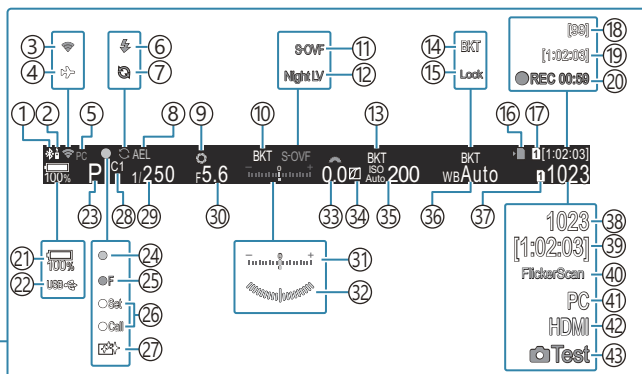 ③ ④ ⑥ ⑦ ⑪ S-OVF ⑫ Night LV ⑭ BKT ⑮ Lock
[99] ⑱
[1:02:03] ⑲
REC 00:59 ⑳
① ② ⑤ ⑧ ⑨ ⑩ ⑬ ⑯ ⑰
PC AEL BKT S-OVF BKT BKT 1 [1:02:03]
100% P C1 1/250 F5.6 − 0 + 0.0 ISO Auto 200 WB Auto n 1023
㉓ ㉘ ㉙ ㉚ ㉝ ㉞ ㉟ ㊱ ㊲
㉑ 100%
㉒ USB
㉔
㉕ F
㉖ Set
Call
㉗
− 0 + ㉛
㉜
1023 ㊳
[1:02:03] ㊴
FlickerScan ㊵
PC ㊶
HDMI ㊷
Test ㊸